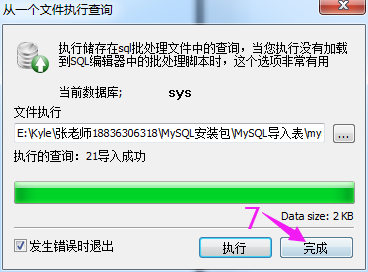 从一个文件执行查询
执行储存在sql批处理文件中的查询，当您执行没有加载
到SQL编辑器中的批处理脚本时，这个选项非常有用
当前数据库; sys
文件执行
E:\Kyle\张老师18836306318\MySQL安装包\MySQL导入表\my
...
执行的查询：21导入成功
Data size: 2 KB
7
发生错误时退出
执行
完成